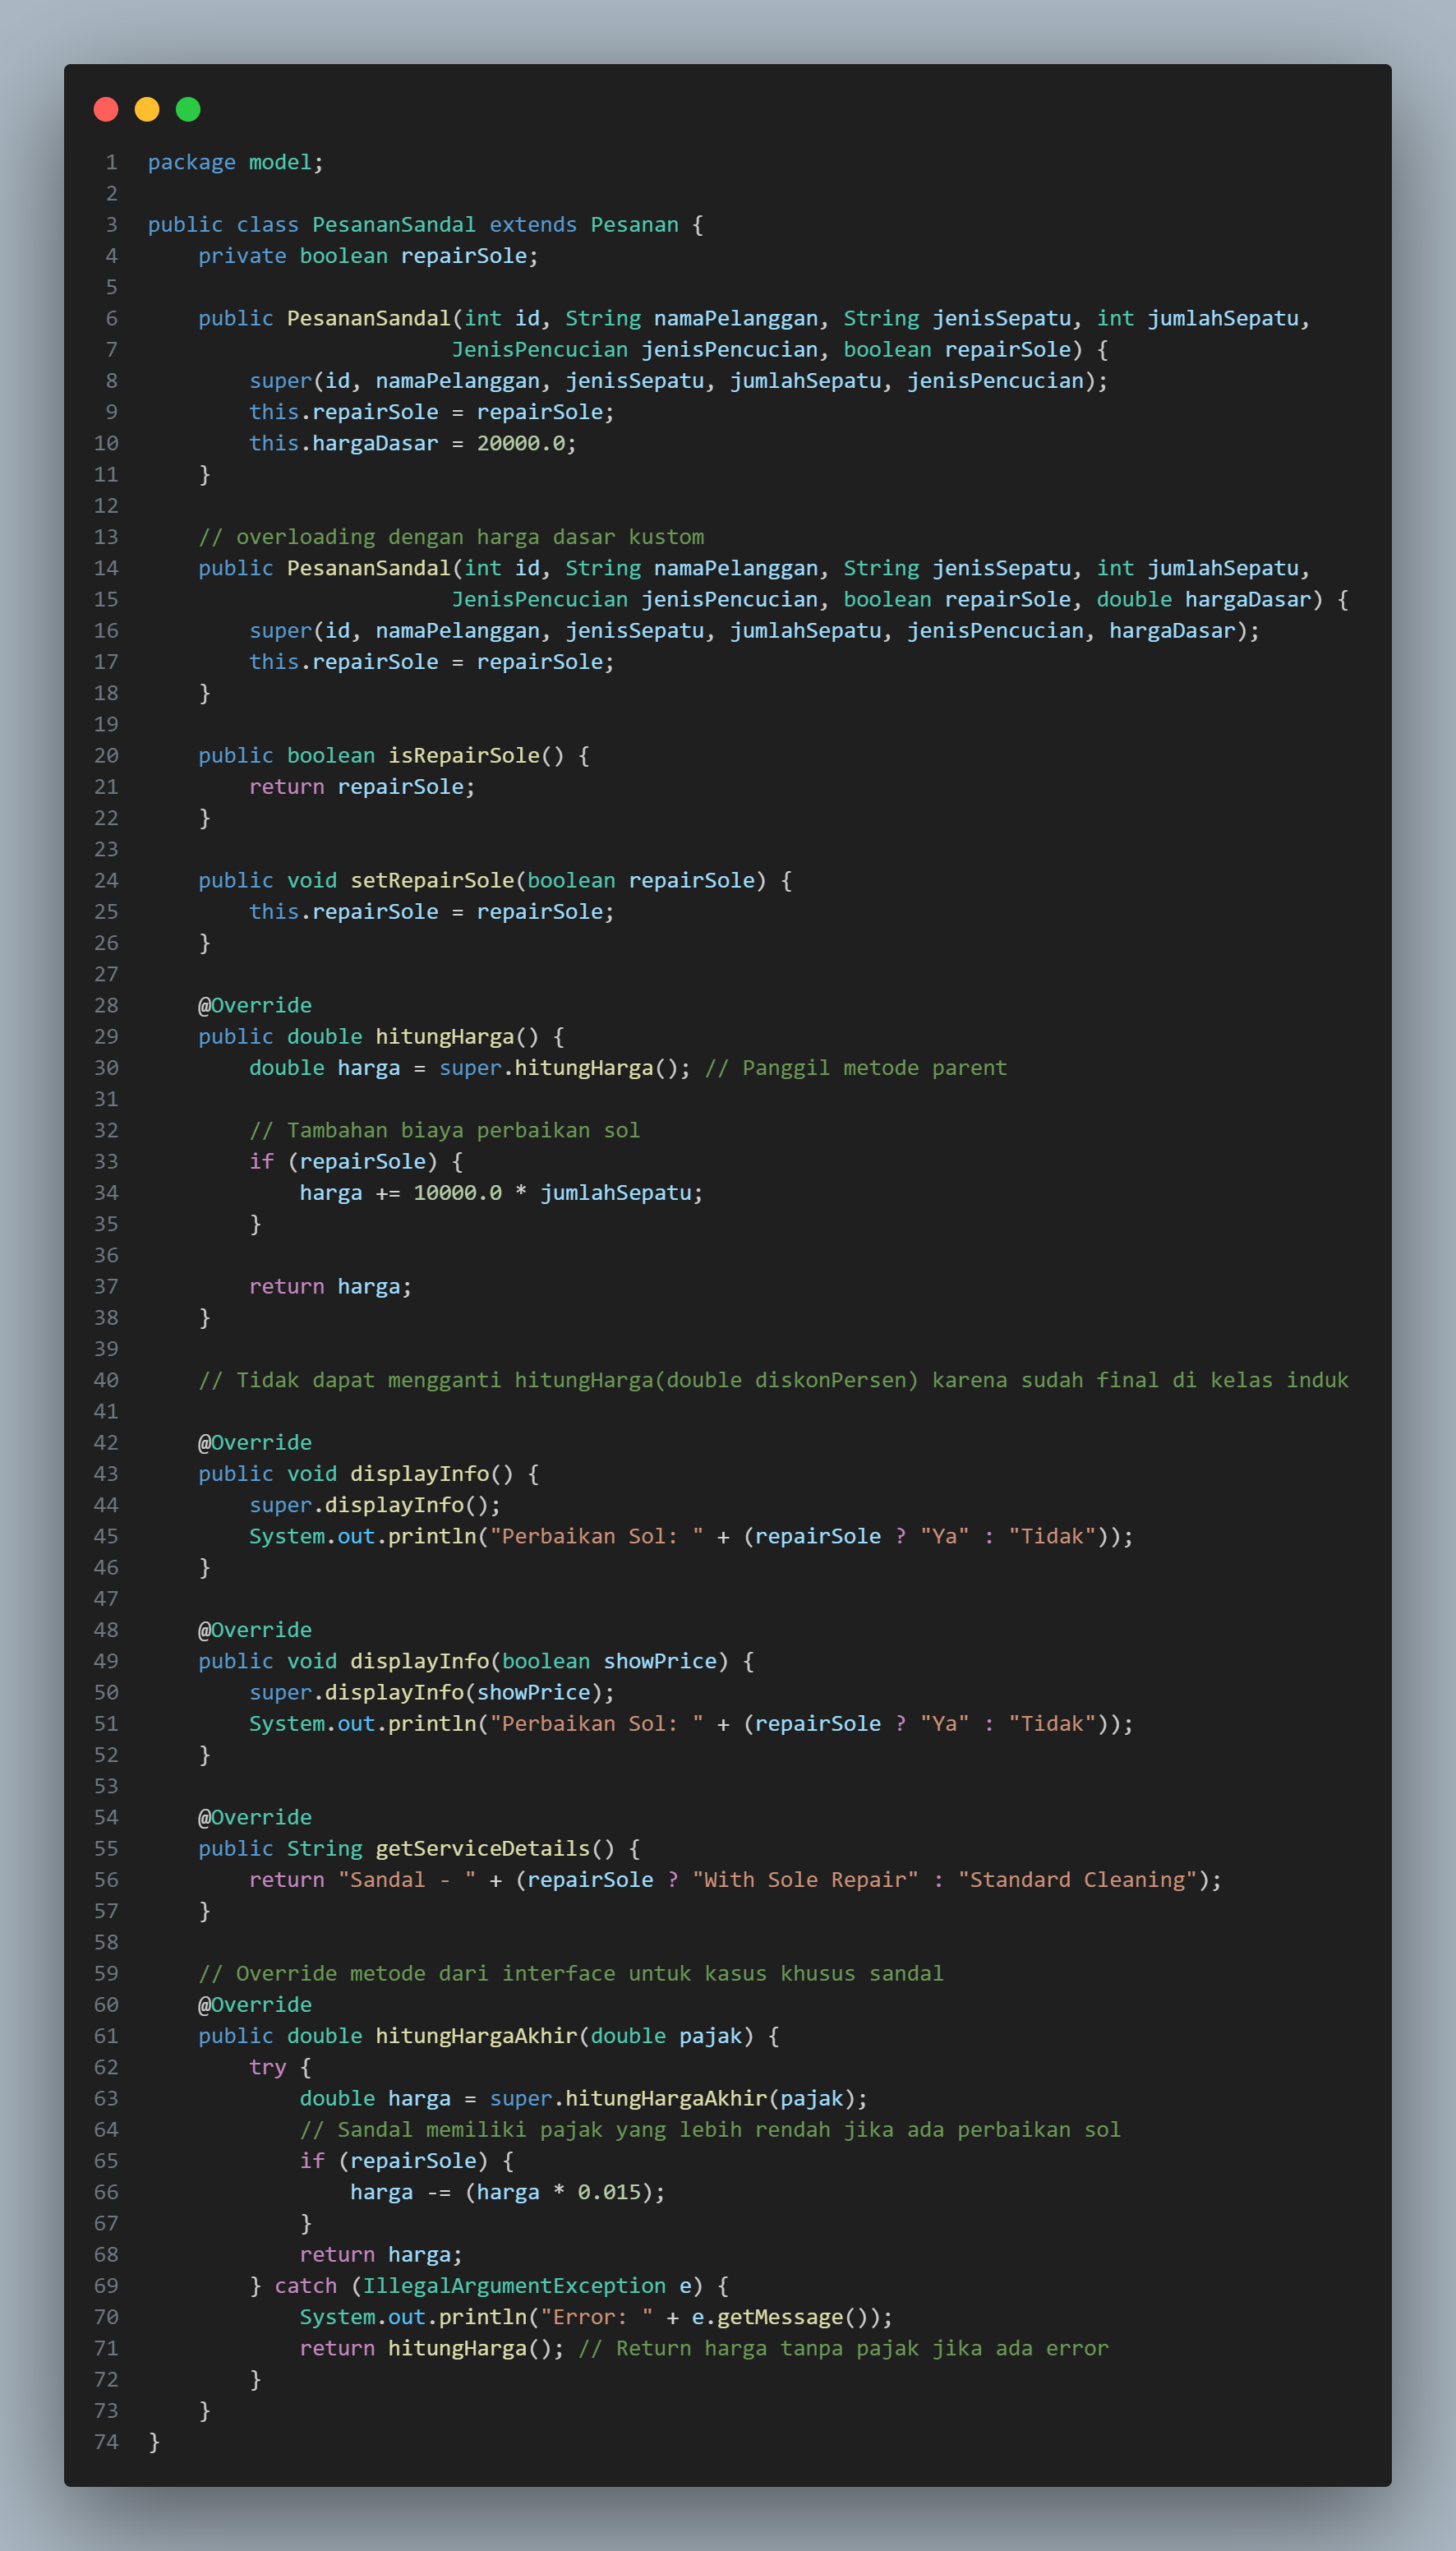 1 package model;
2
3 public class PesananSandal extends Pesanan {
4     private boolean repairSole;
5
6     public PesananSandal(int id, String namaPelanggan, String jenisSepatu, int jumlahSepatu,
7                         JenisPencucian jenisPencucian, boolean repairSole) {
8         super(id, namaPelanggan, jenisSepatu, jumlahSepatu, jenisPencucian);
9         this.repairSole = repairSole;
10         this.hargaDasar = 20000.0;
11     }
12
13     // overloading dengan harga dasar kustom
14     public PesananSandal(int id, String namaPelanggan, String jenisSepatu, int jumlahSepatu,
15                         JenisPencucian jenisPencucian, boolean repairSole, double hargaDasar) {
16         super(id, namaPelanggan, jenisSepatu, jumlahSepatu, jenisPencucian, hargaDasar);
17         this.repairSole = repairSole;
18     }
19
20     public boolean isRepairSole() {
21         return repairSole;
22     }
23
24     public void setRepairSole(boolean repairSole) {
25         this.repairSole = repairSole;
26     }
27
28     @Override
29     public double hitungHarga() {
30         double harga = super.hitungHarga(); // Panggil metode parent
31
32         // Tambahan biaya perbaikan sol
33         if (repairSole) {
34             harga += 10000.0 * jumlahSepatu;
35         }
36
37         return harga;
38     }
39
40     // Tidak dapat mengganti hitungHarga(double diskonPersen) karena sudah final di kelas induk
41
42     @Override
43     public void displayInfo() {
44         super.displayInfo();
45         System.out.println("Perbaikan Sol: " + (repairSole ? "Ya" : "Tidak"));
46     }
47
48     @Override
49     public void displayInfo(boolean showPrice) {
50         super.displayInfo(showPrice);
51         System.out.println("Perbaikan Sol: " + (repairSole ? "Ya" : "Tidak"));
52     }
53
54     @Override
55     public String getServiceDetails() {
56         return "Sandal - " + (repairSole ? "With Sole Repair" : "Standard Cleaning");
57     }
58
59     // Override metode dari interface untuk kasus khusus sandal
60     @Override
61     public double hitungHargaAkhir(double pajak) {
62         try {
63             double harga = super.hitungHargaAkhir(pajak);
64             // Sandal memiliki pajak yang lebih rendah jika ada perbaikan sol
65             if (repairSole) {
66                 harga -= (harga * 0.015);
67             }
68             return harga;
69         } catch (IllegalArgumentException e) {
70             System.out.println("Error: " + e.getMessage());
71             return hitungHarga(); // Return harga tanpa pajak jika ada error
72         }
73     }
74 }